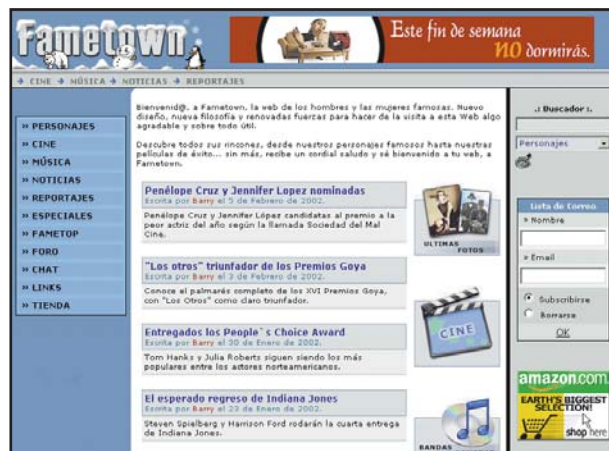 Fametown
Este fin de semana
no dormirás.
CINE MÚSICA NOTICIAS REPORTAJES
» PERSONAJES
» CINE
» MÚSICA
» NOTICIAS
» REPORTAJES
» ESPECIALES
» FAMETOP
» FORO
» CHAT
» LINKS
» TIENDA
Bienvenid@, a Fametown, la web de los hombres y las mujeres famosas. Nuevo
diseño, nueva filosofía y renovadas fuerzas para hacer de la visita a esta Web algo
agradable y sobre todo útil.
Descubre todos sus rincones, desde nuestros personajes famosos hasta nuestras
películas de éxito... sin más, recibe un cordial saludo y sé bienvenido a tu web, a
Fametown.
Penélope Cruz y Jennifer Lopez nominadas
Escrita por Barry el 5 de Febrero de 2002.
Penélope Cruz y Jennifer López candidatas al premio a la
peor actriz del año según la llamada Sociedad del Mal
Cine.
"Los otros" triunfador de los Premios Goya
Escrita por Barry el 3 de Febrero de 2002.
Conoce el palmarés completo de los XVI Premios Goya,
con "Los Otros" como claro triunfador.
Entregados los People`s Choice Award
Escrita por Barry el 30 de Enero de 2002.
Tom Hanks y Julia Roberts siguen siendo los más
populares entre los actores norteamericanos.
El esperado regreso de Indiana Jones
Escrita por Barry el 23 de Enero de 2002.
Steven Spielberg y Harrison Ford rodarán la cuarta entrega
de Indiana Jones.
ULTIMAS
FOTOS
CINE
BANDAS
.: Buscador :.
Personajes
Lista de Correo
» Nombre
» Email
Subscribirse
Borrarse
OK
amazon.com.
EARTH'S BIGGEST
SELECTION!
shop here